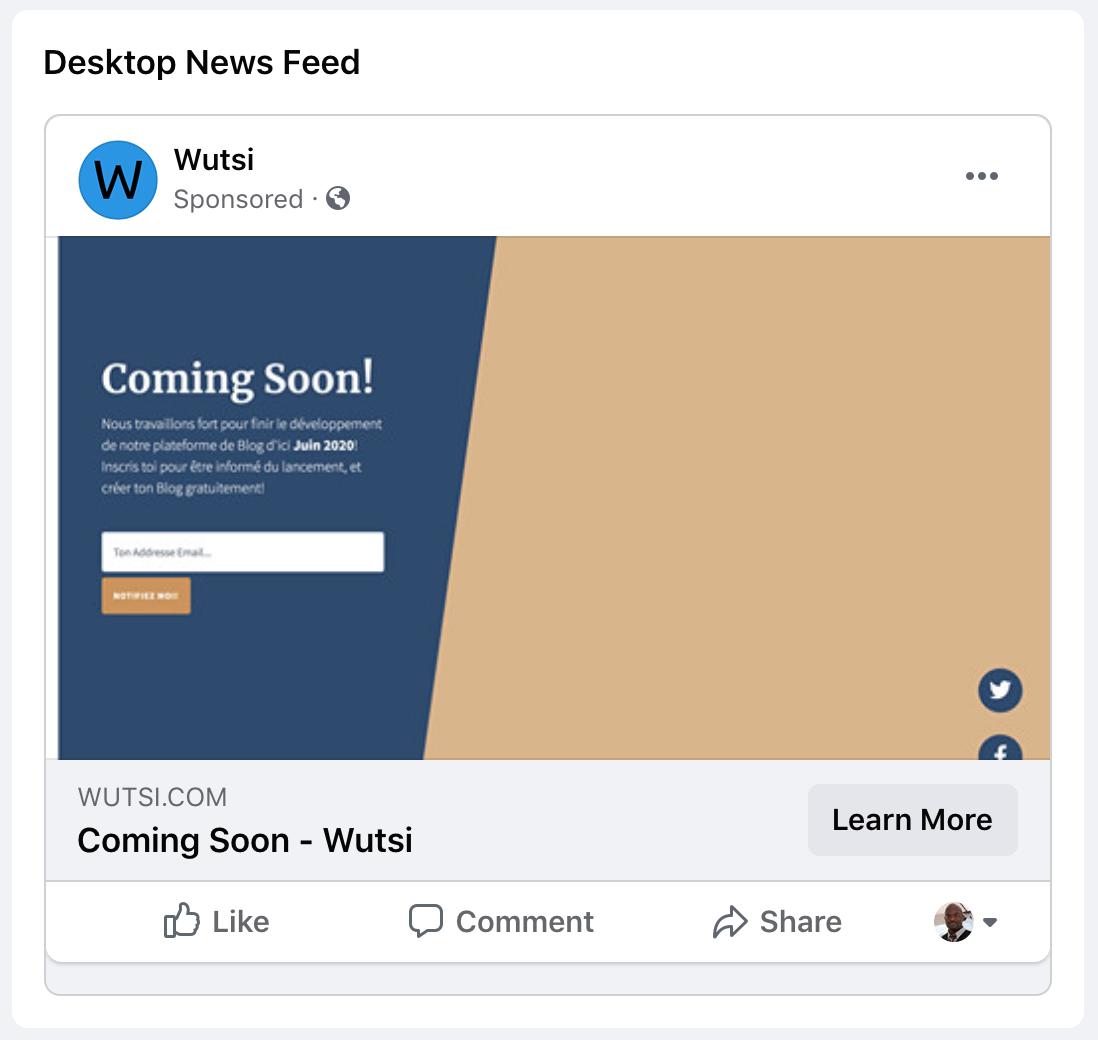 Desktop News Feed
W
Wutsi
Sponsored ·
Coming Soon!
Nous travaillons fort pour finir le développement
de notre plateforme de Blog d'ici Juin 2020!
Inscris toi pour être informé du lancement, et
créer ton Blog gratuitement!
Ton Addresse Email...
NOTIFIEZ MOI!
WUTSI.COM
Coming Soon - Wutsi
Learn More
Like
Comment
Share